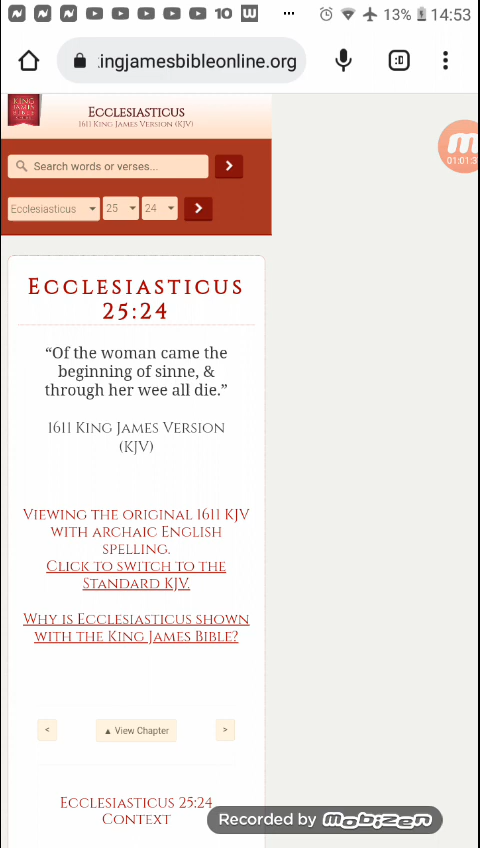 10 W ... 13% 14:53
:ingjamesbibleonline.org :D
KING
JAMES
BIBLE
ECCLESIASTICUS
1611 KING JAMES VERSION (KJV)
01:01:3
Search words or verses...
Ecclesiasticus 25 24
ECCLESIASTICUS
25:24
“Of the woman came the
beginning of sinne, &
through her wee all die.”
1611 KING JAMES VERSION
(KJV)
VIEWING THE ORIGINAL 1611 KJV
WITH ARCHAIC ENGLISH
SPELLING.
CLICK TO SWITCH TO THE
STANDARD KJV.
WHY IS ECCLESIASTICUS SHOWN
WITH THE KING JAMES BIBLE?
< ▲ View Chapter >
ECCLESIASTICUS 25:24
CONTEXT
Recorded by MOBIZEN